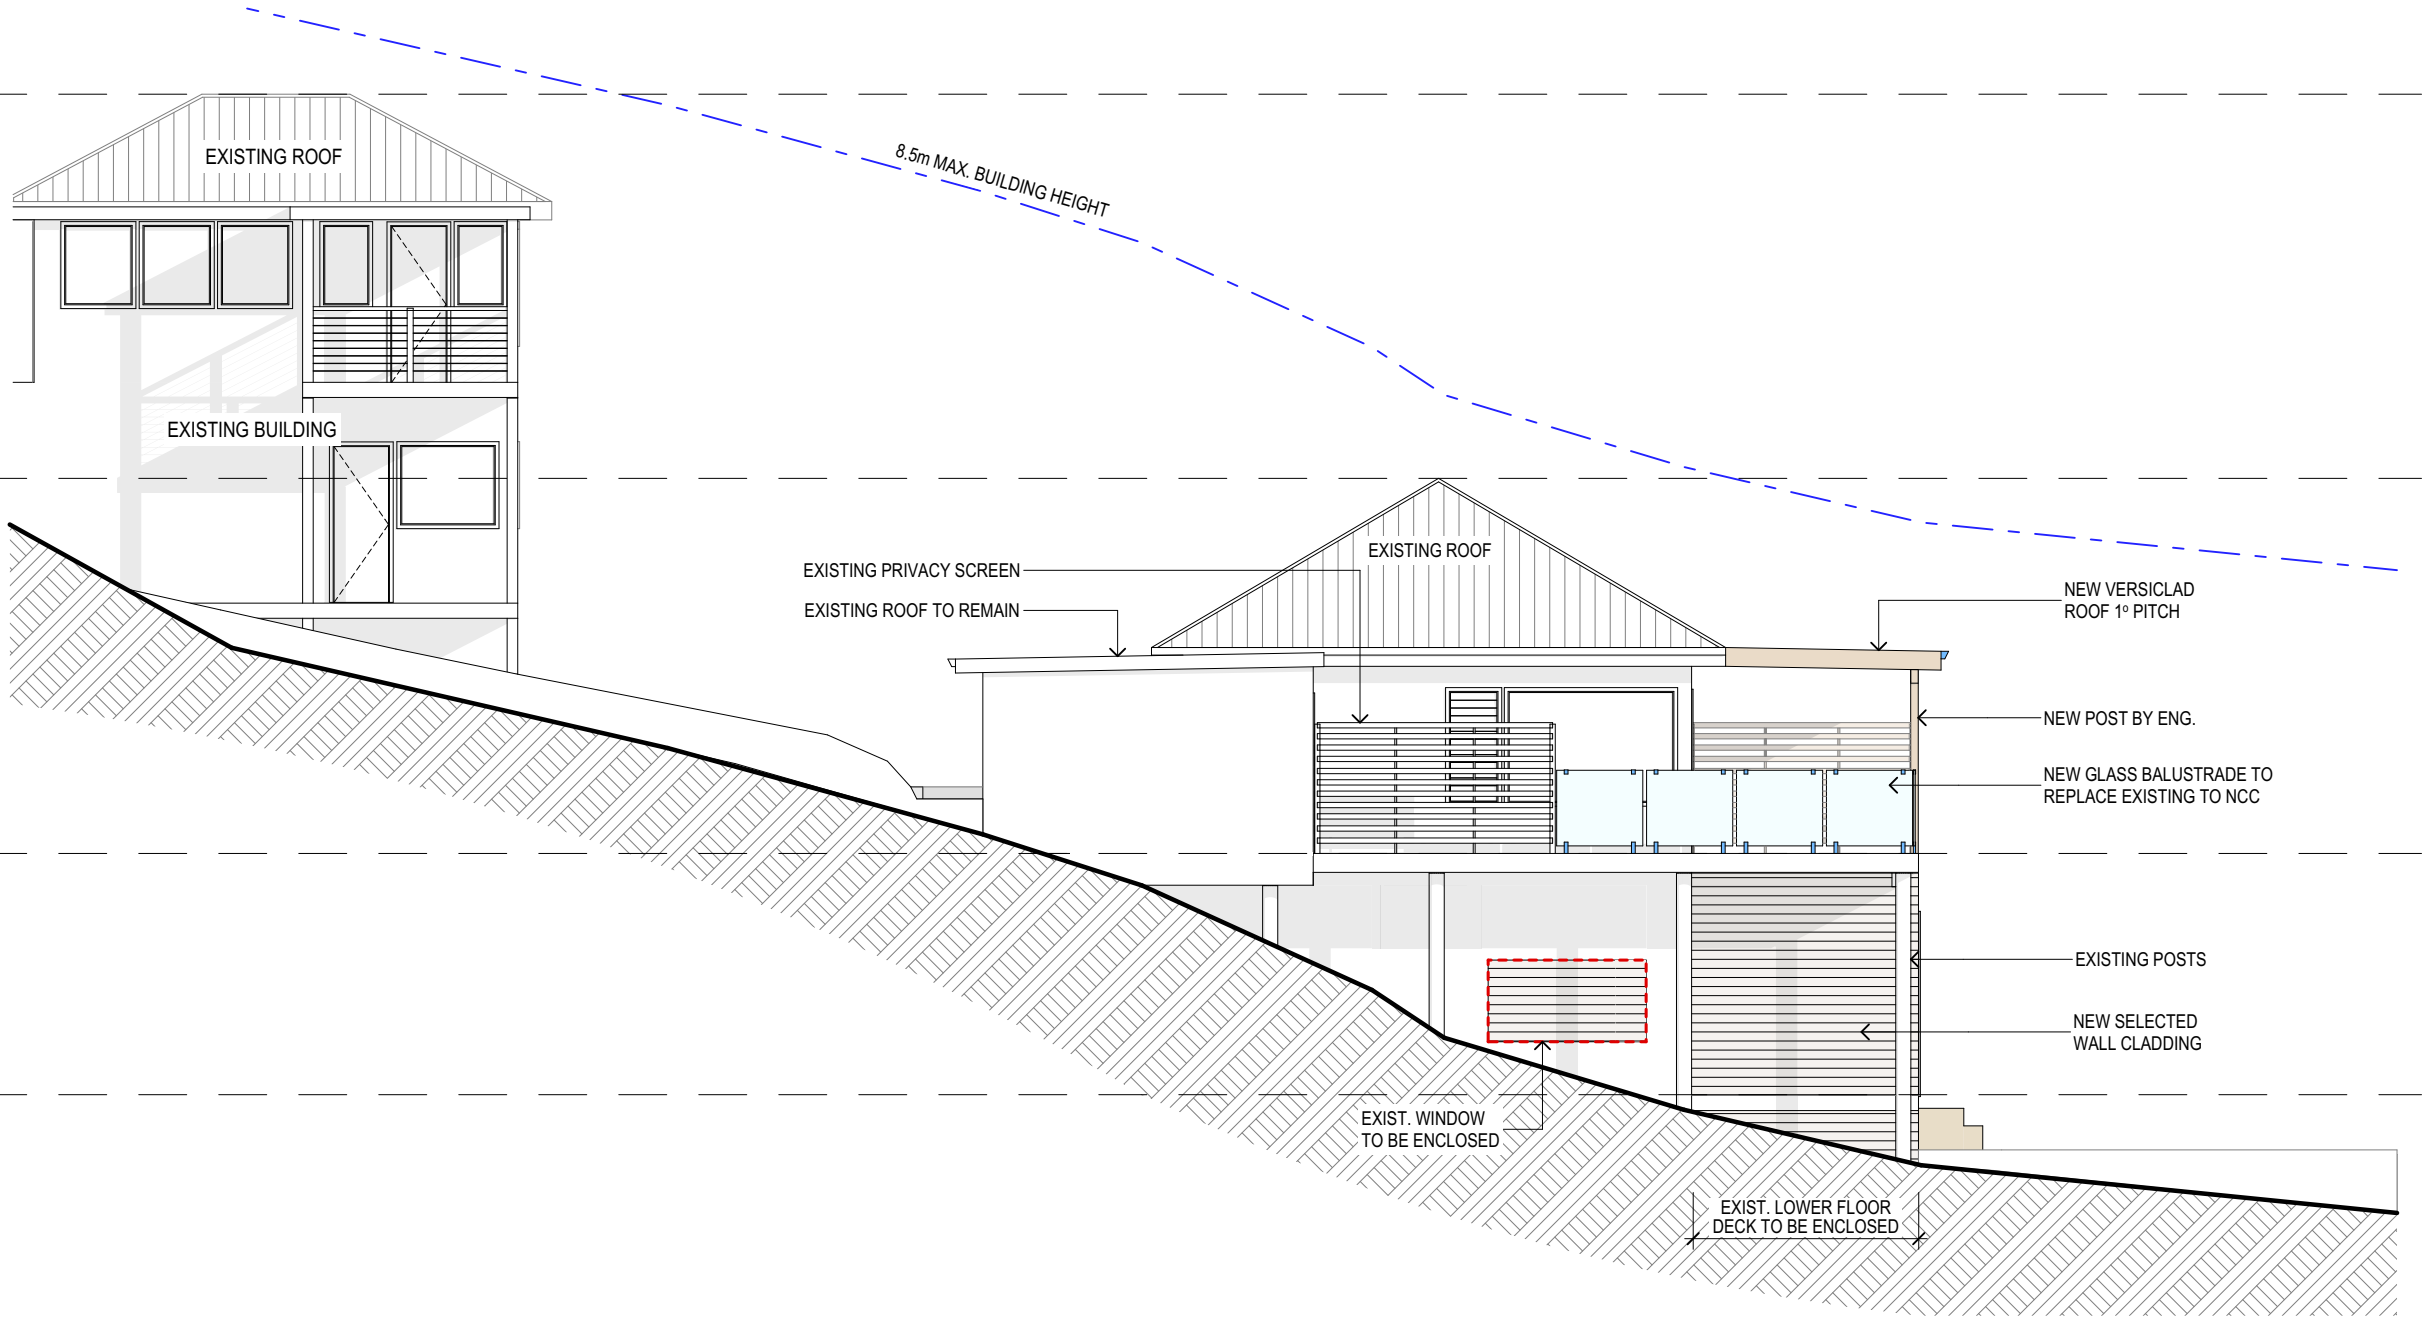 8.5m MAX. BUILDING HEIGHT
EXISTING ROOF
EXISTING BUILDING
EXISTING ROOF
EXISTING PRIVACY SCREEN
EXISTING ROOF TO REMAIN
NEW VERSICLAD
ROOF 1º PITCH
NEW POST BY ENG.
NEW GLASS BALUSTRADE TO
REPLACE EXISTING TO NCC
EXISTING POSTS
NEW SELECTED
WALL CLADDING
EXIST. WINDOW
TO BE ENCLOSED
EXIST. LOWER FLOOR
DECK TO BE ENCLOSED